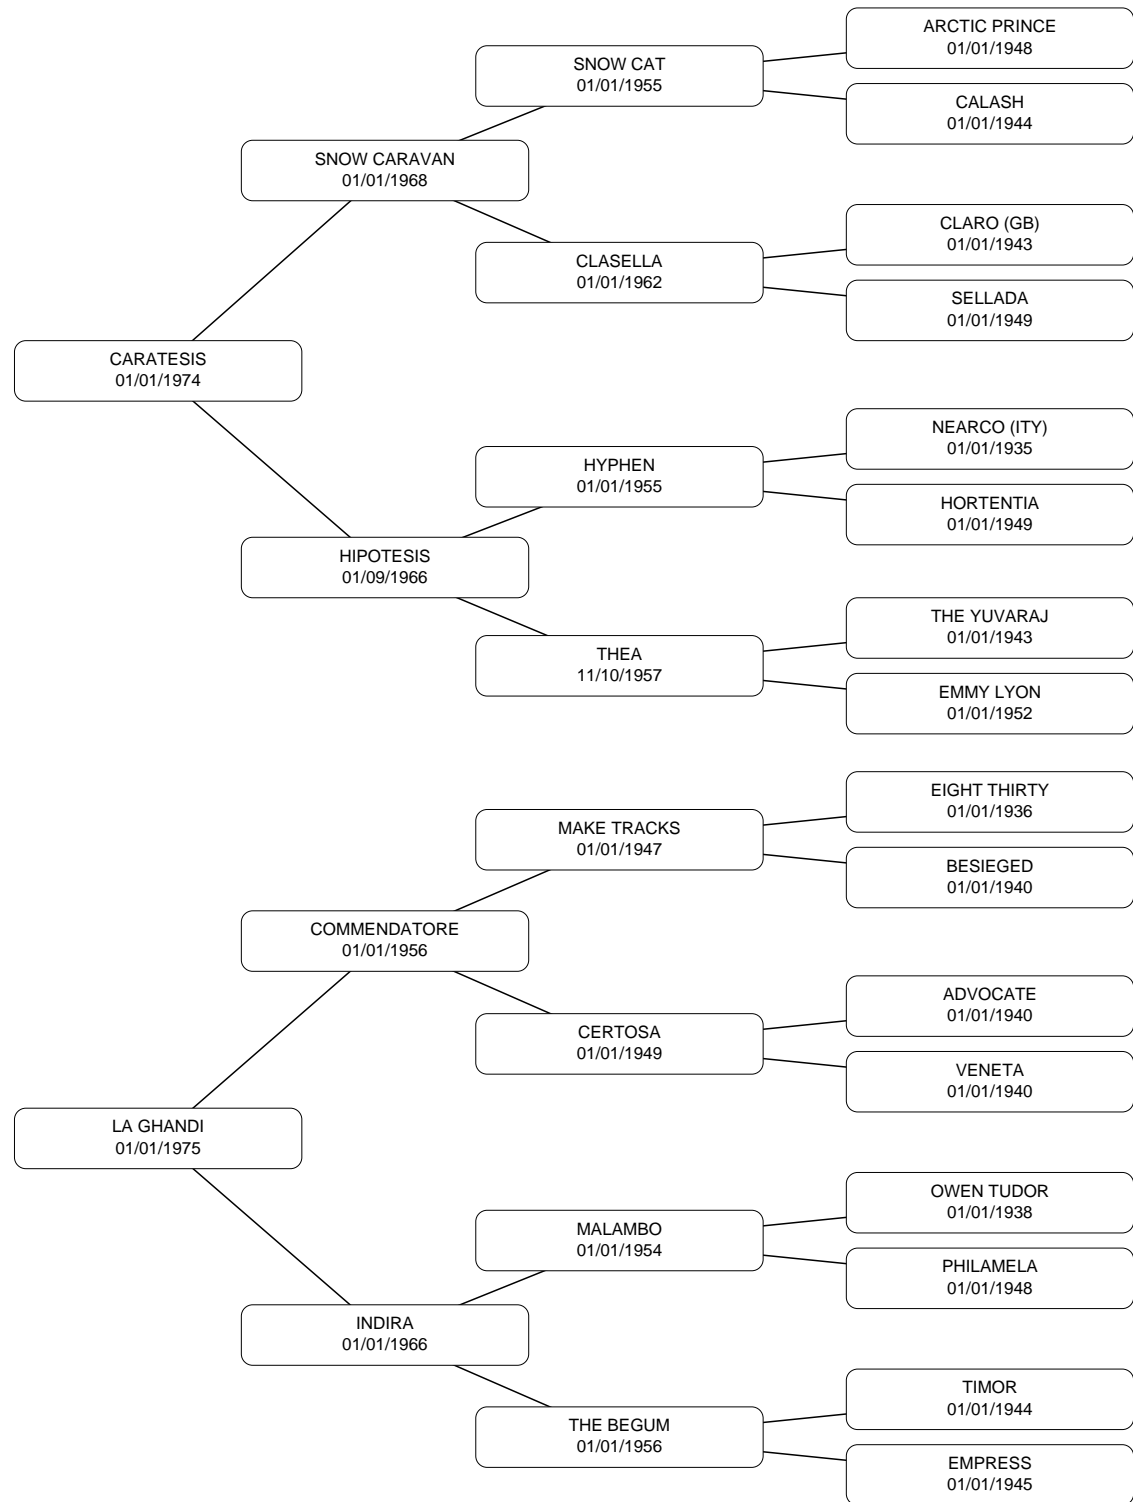 ARCTIC PRINCE
01/01/1948
SNOW CAT
01/01/1955
CALASH
01/01/1944
SNOW CARAVAN
01/01/1968
CLARO (GB)
01/01/1943
CLASELLA
01/01/1962
SELLADA
01/01/1949
CARATESIS
01/01/1974
NEARCO (ITY)
01/01/1935
HYPHEN
01/01/1955
HORTENTIA
01/01/1949
HIPOTESIS
01/09/1966
THE YUVARAJ
01/01/1943
THEA
11/10/1957
EMMY LYON
01/01/1952
EIGHT THIRTY
01/01/1936
MAKE TRACKS
01/01/1947
BESIEGED
01/01/1940
COMMENDATORE
01/01/1956
ADVOCATE
01/01/1940
CERTOSA
01/01/1949
VENETA
01/01/1940
LA GHANDI
01/01/1975
OWEN TUDOR
01/01/1938
MALAMBO
01/01/1954
PHILAMELA
01/01/1948
INDIRA
01/01/1966
TIMOR
01/01/1944
THE BEGUM
01/01/1956
EMPRESS
01/01/1945